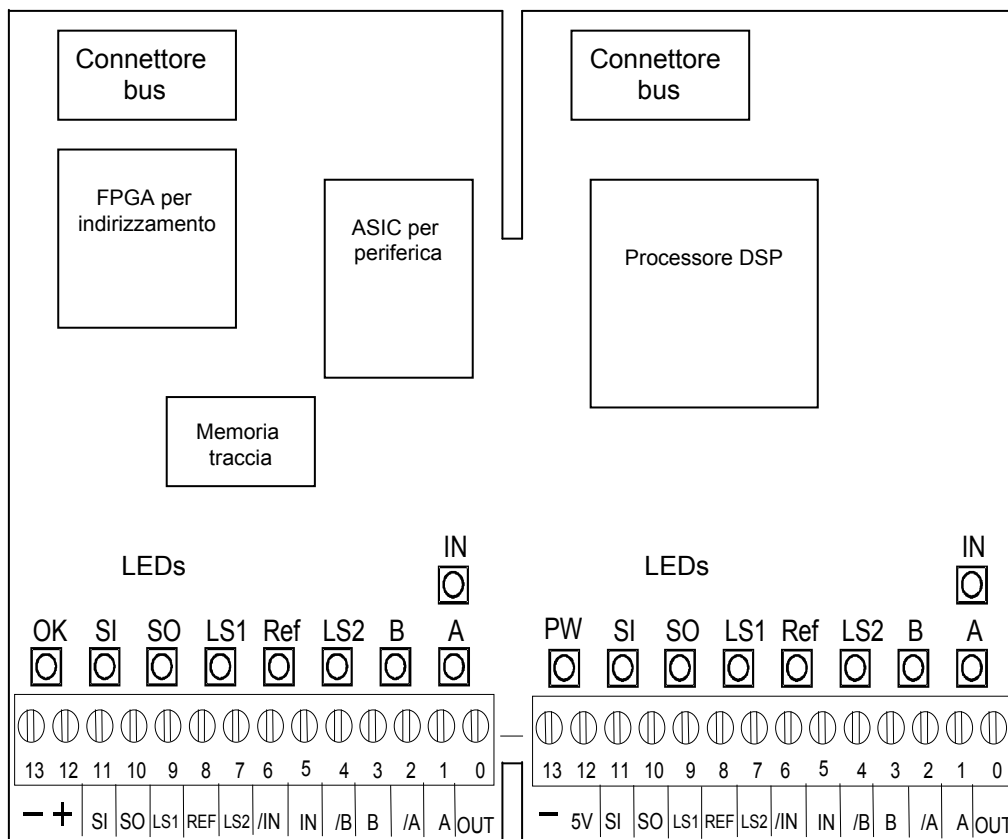 Connettore
bus
Connettore
bus
FPGA per
indirizzamento
ASIC per
periferica
Processore DSP
Memoria
traccia
IN
IN
LEDs
LEDs
OK SI SO LS1 Ref LS2 B A
PW SI SO LS1 Ref LS2 B A
13 12 11 10 9 8 7 6 5 4 3 2 1 0
13 12 11 10 9 8 7 6 5 4 3 2 1 0
− + SI SO LS1 REF LS2 /IN IN /B B /A A OUT
− 5V SI SO LS1 REF LS2 /IN IN /B B /A A OUT